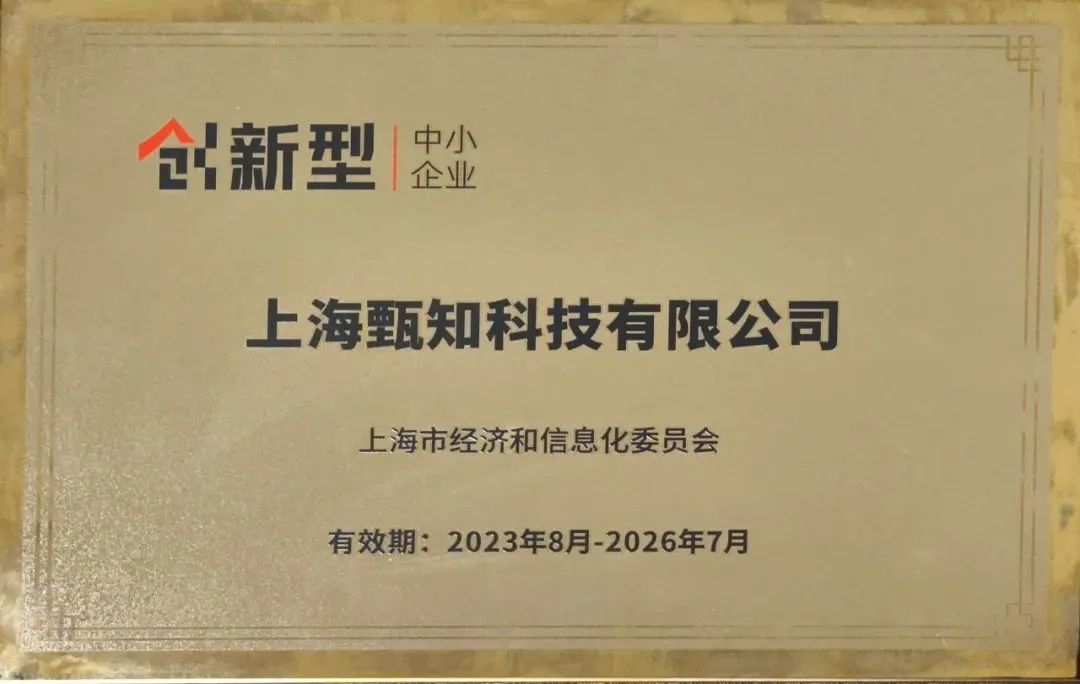 创新型 中小
企业
上海甄知科技有限公司
上海市经济和信息化委员会
有效期：2023年8月-2026年7月